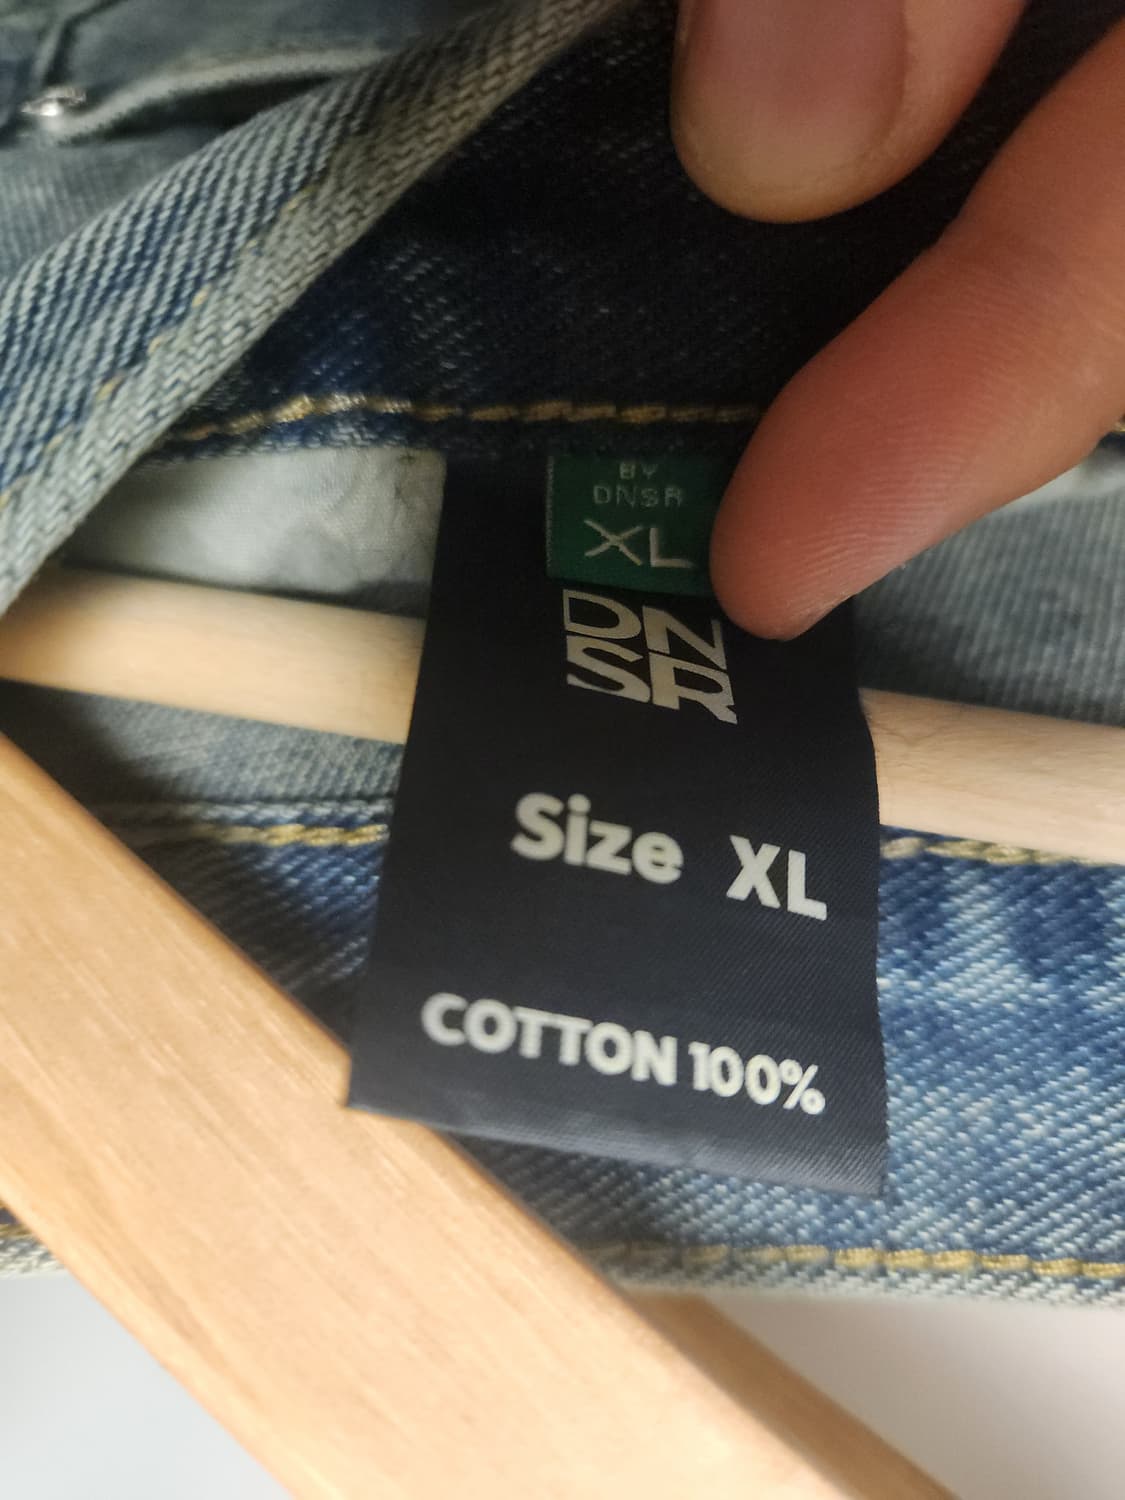 BY
DNSR
XL
DN
SR
Size XL
COTTON 100%